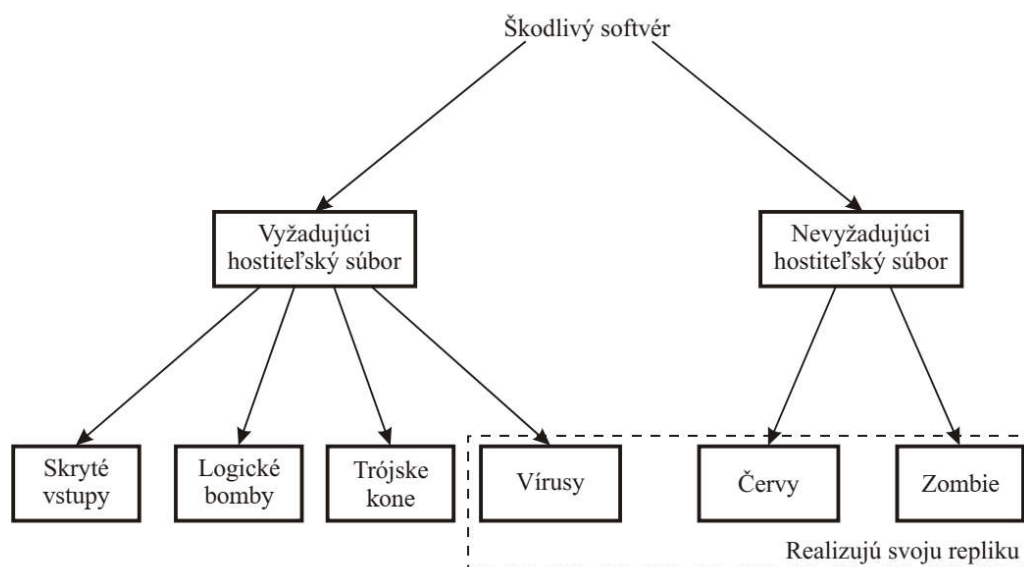 Škodlivý softvér
Vyžadujúci
hostiteľský súbor
Nevyžadujúci
hostiteľský súbor
Skryté
vstupy
Logické
bomby
Trójske
kone
Vírusy
Červy
Zombie
Realizujú svoju repliku